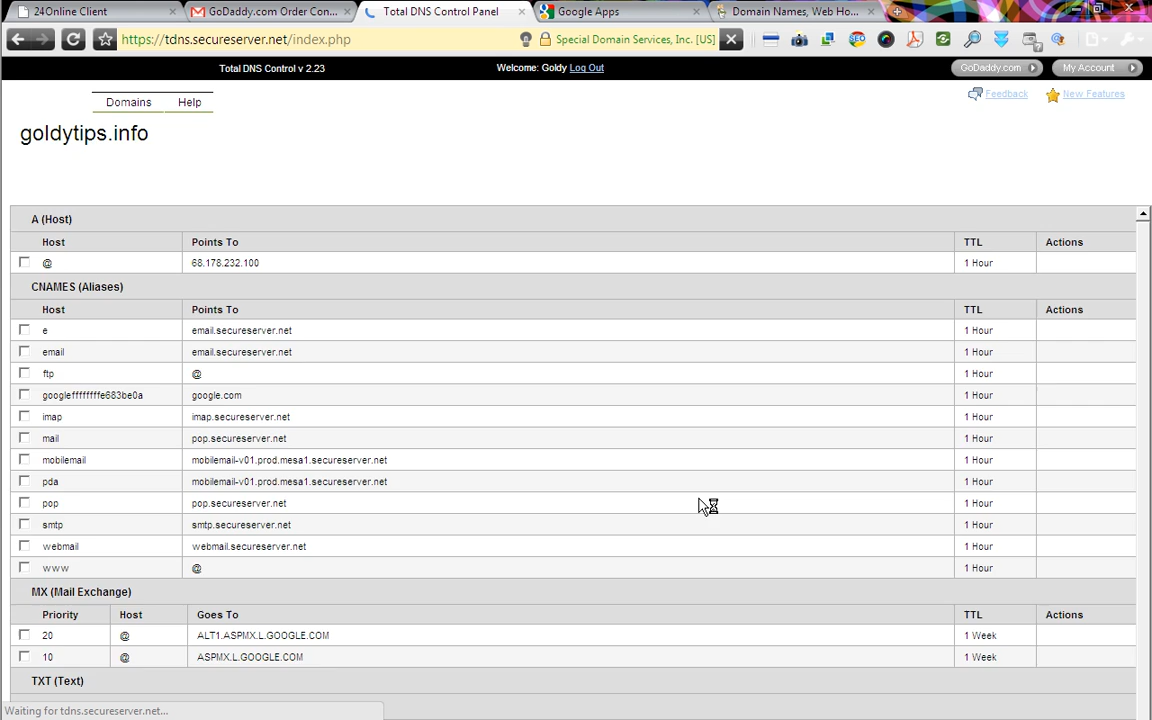 24Online Client
GoDaddy.com Order Con...
Total DNS Control Panel
Google Apps
Domain Names, Web Ho...
https://tdns.secureserver.net/index.php
Special Domain Services, Inc. [US]
SEO
Total DNS Control v 2.23
Welcome: Goldy Log Out
GoDaddy.com
My Account
Domains
Help
Feedback
New Features
goldytips.info
A (Host)
Host Points To TTL Actions
@ 68.178.232.100 1 Hour
CNAMES (Aliases)
Host Points To TTL Actions
e email.secureserver.net 1 Hour
email email.secureserver.net 1 Hour
ftp @ 1 Hour
googleffffffffe683be0a google.com 1 Hour
imap imap.secureserver.net 1 Hour
mail pop.secureserver.net 1 Hour
mobilemail mobilemail-v01.prod.mesa1.secureserver.net 1 Hour
pda mobilemail-v01.prod.mesa1.secureserver.net 1 Hour
pop pop.secureserver.net 1 Hour
smtp smtp.secureserver.net 1 Hour
webmail webmail.secureserver.net 1 Hour
www @ 1 Hour
MX (Mail Exchange)
Priority Host Goes To TTL Actions
20 @ ALT1.ASPMX.L.GOOGLE.COM 1 Week
10 @ ASPMX.L.GOOGLE.COM 1 Week
TXT (Text)
Waiting for tdns.secureserver.net...